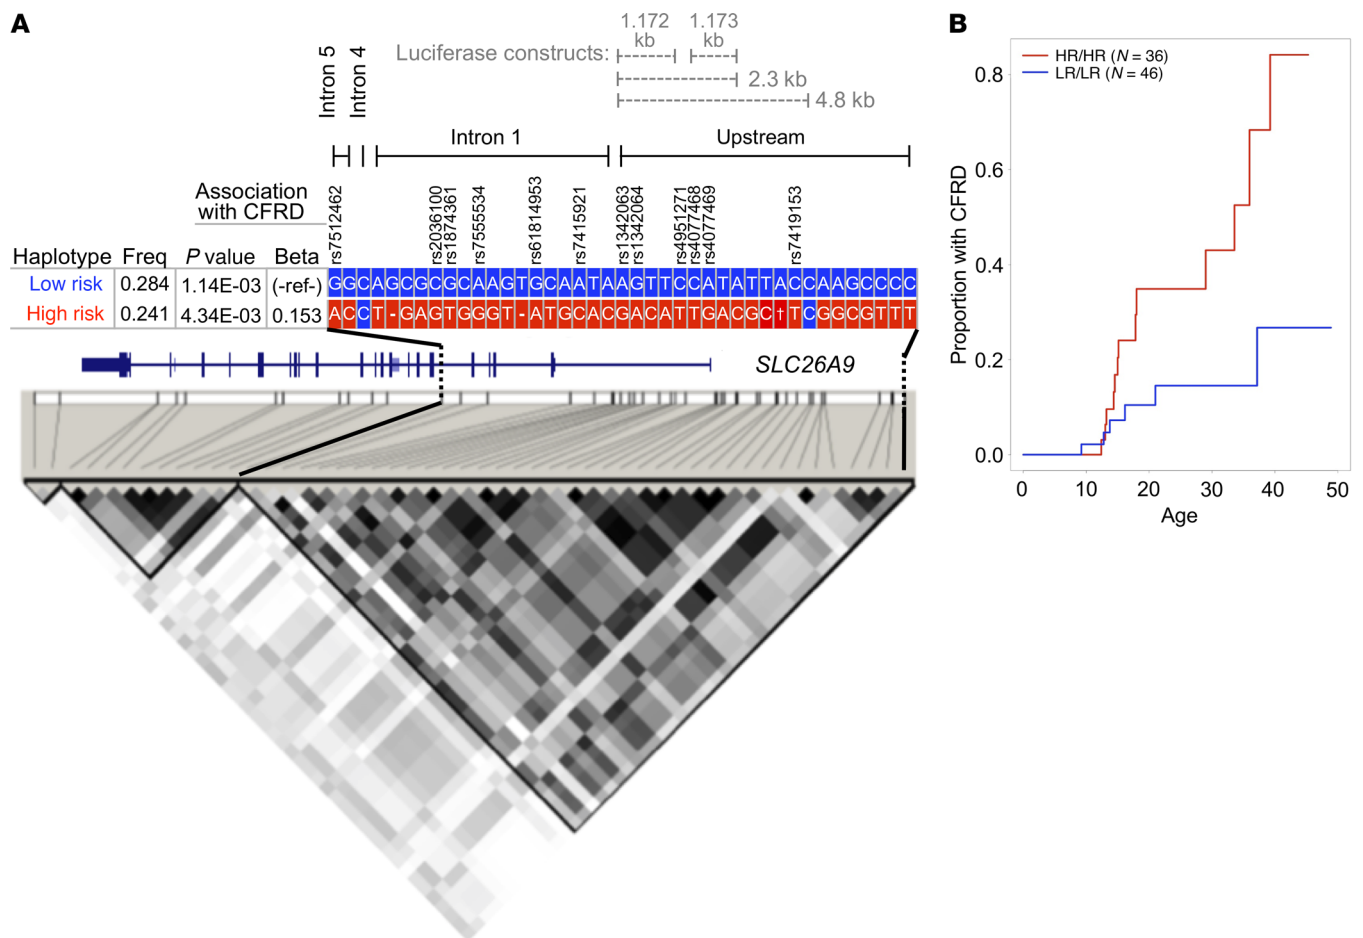 A
B
1.172
kb
1.173
kb
Luciferase constructs:
2.3 kb
4.8 kb
Intron 5
Intron 4
Intron 1
Upstream
Association
with CFRD
rs7512462
rs2036100
rs1874361
rs7555534
rs61814953
rs7415921
rs1342063
rs1342064
rs4951271
rs4077468
rs4077469
rs7419153
Haplotype Freq P value Beta
Low risk 0.284 1.14E-03 (-ref-) GGCAGCGCGCAAGTGCAATAAGTTCCATATTACCAAGCCCC
High risk 0.241 4.34E-03 0.153 ACCT-GAGTGGGT-ATGCACGACATTGACGC†TCGGCGTTT
SLC26A9
HR/HR (N = 36)
LR/LR (N = 46)
Proportion with CFRD
0.8
0.6
0.4
0.2
0.0
0 10 20 30 40 50
Age